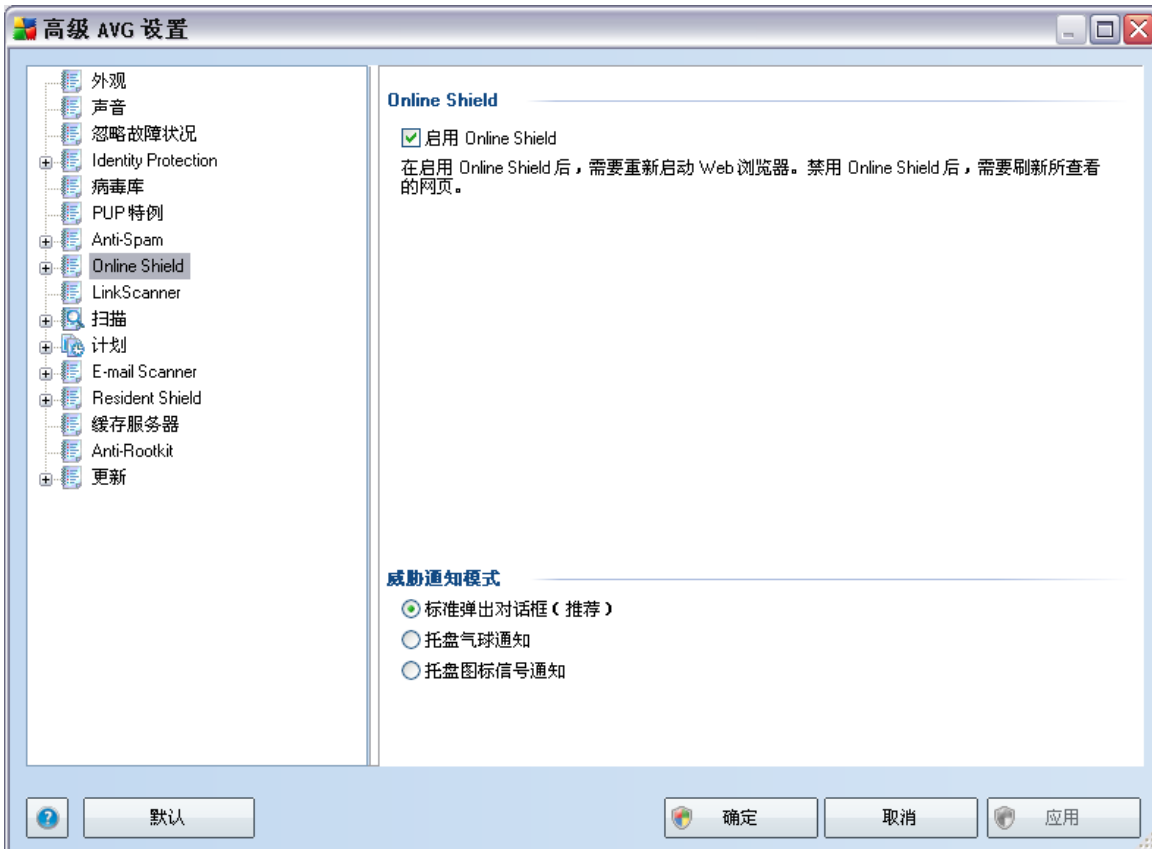 高级 AVG 设置
外观
声音
忽略故障状况
Identity Protection
病毒库
PUP 特例
Anti-Spam
Online Shield
LinkScanner
扫描
计划
E-mail Scanner
Resident Shield
缓存服务器
Anti-Rootkit
更新
Online Shield
启用 Online Shield
在启用 Online Shield 后，需要重新启动 Web 浏览器。禁用 Online Shield 后，需要刷新所查看
的网页。
威胁通知模式
标准弹出对话框（推荐）
托盘气球通知
托盘图标信号通知
默认
确定
取消
应用